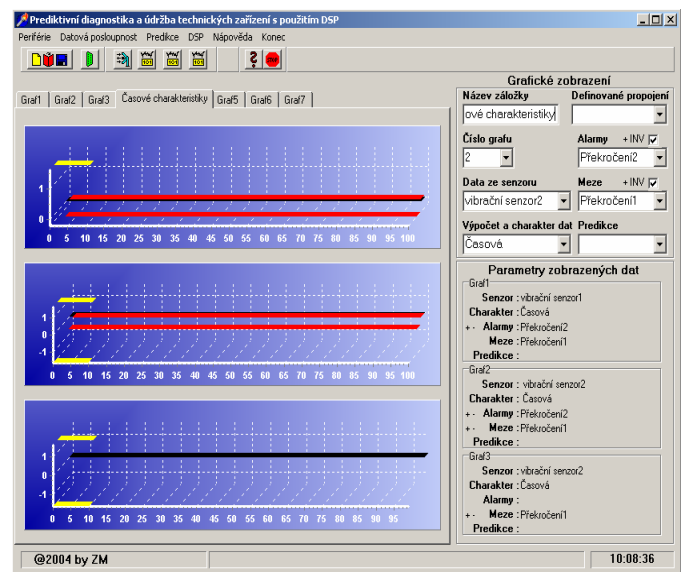 Prediktivní diagnostika a údržba technických zařízení s použitím DSP
Periférie Datová posloupnost Predikce DSP Nápověda Konec
Graf1 Graf2 Graf3 Časové charakteristiky Graf5 Graf6 Graf7
1
0
0 5 10 15 20 25 30 35 40 45 50 55 60 65 70 75 80 85 90 95 100
1
0
-1
0 5 10 15 20 25 30 35 40 45 50 55 60 65 70 75 80 85 90 95 100
1
0
-1
0 5 10 15 20 25 30 35 40 45 50 55 60 65 70 75 80 85 90 95
Grafické zobrazení
Název záložky Definované propojení
ové charakteristiky
Číslo grafu Alarmy + INV
2 Překročení2
Data ze senzoru Meze + INV
vibrační senzor2 Překročení1
Výpočet a charakter dat Predikce
Časová
Parametry zobrazených dat
Graf1
Senzor : vibrační senzor1
Charakter : Časová
+ - Alarmy : Překročení2
Meze : Překročení1
Predikce :
Graf2
Senzor : vibrační senzor2
Charakter : Časová
+ - Alarmy : Překročení2
+ - Meze : Překročení1
Predikce :
Graf3
Senzor : vibrační senzor2
Charakter : Časová
Alarmy :
+ - Meze : Překročení1
Predikce :
@2004 by ZM 10:08:36